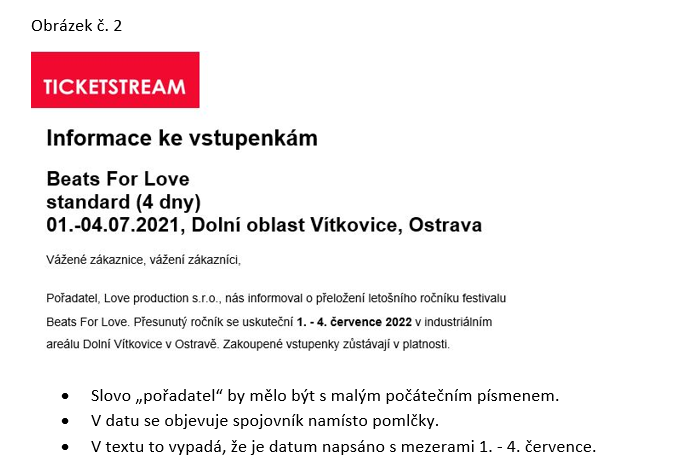 Obrázek č. 2
TICKETSTREAM
Informace ke vstupenkám
Beats For Love
standard (4 dny)
01.-04.07.2021, Dolní oblast Vítkovice, Ostrava
Vážené zákaznice, vážení zákazníci,
Pořadatel, Love production s.r.o., nás informoval o přeložení letošního ročníku festivalu
Beats For Love. Přesunutý ročník se uskuteční 1. - 4. července 2022 v industriálním
areálu Dolní Vítkovice v Ostravě. Zakoupené vstupenky zůstávají v platnosti.
• Slovo „pořadatel“ by mělo být s malým počátečním písmenem.
• V datu se objevuje spojovník namísto pomlčky.
• V textu to vypadá, že je datum napsáno s mezerami 1. - 4. července.